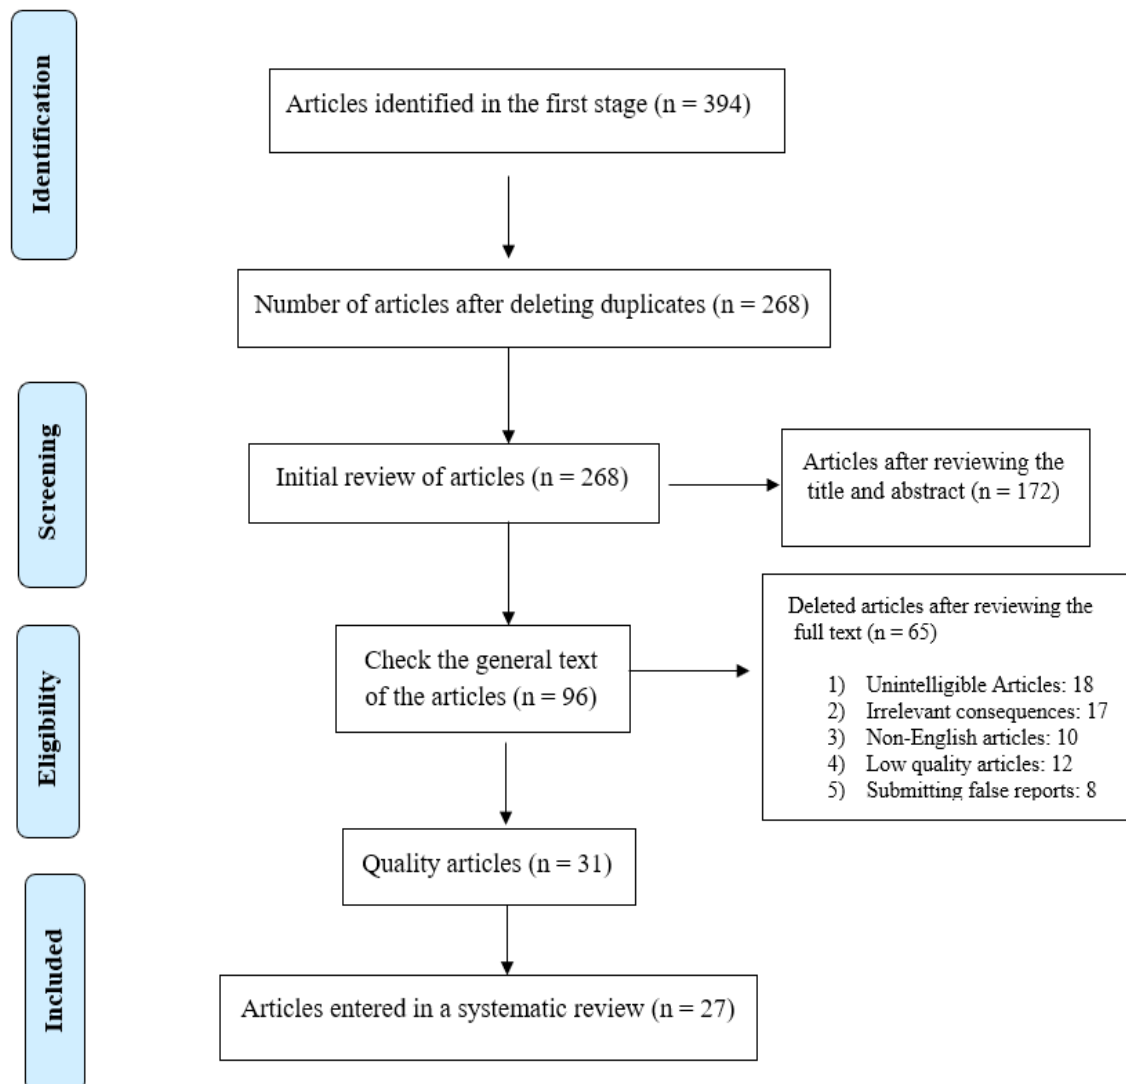 Identification
Articles identified in the first stage (n = 394)
Number of articles after deleting duplicates (n = 268)
Screening
Initial review of articles (n = 268)
Articles after reviewing the
title and abstract (n = 172)
Eligibility
Check the general text
of the articles (n = 96)
Deleted articles after reviewing the
full text (n = 65)
1) Unintelligible Articles: 18
2) Irrelevant consequences: 17
3) Non-English articles: 10
4) Low quality articles: 12
5) Submitting false reports: 8
Quality articles (n = 31)
Included
Articles entered in a systematic review (n = 27)